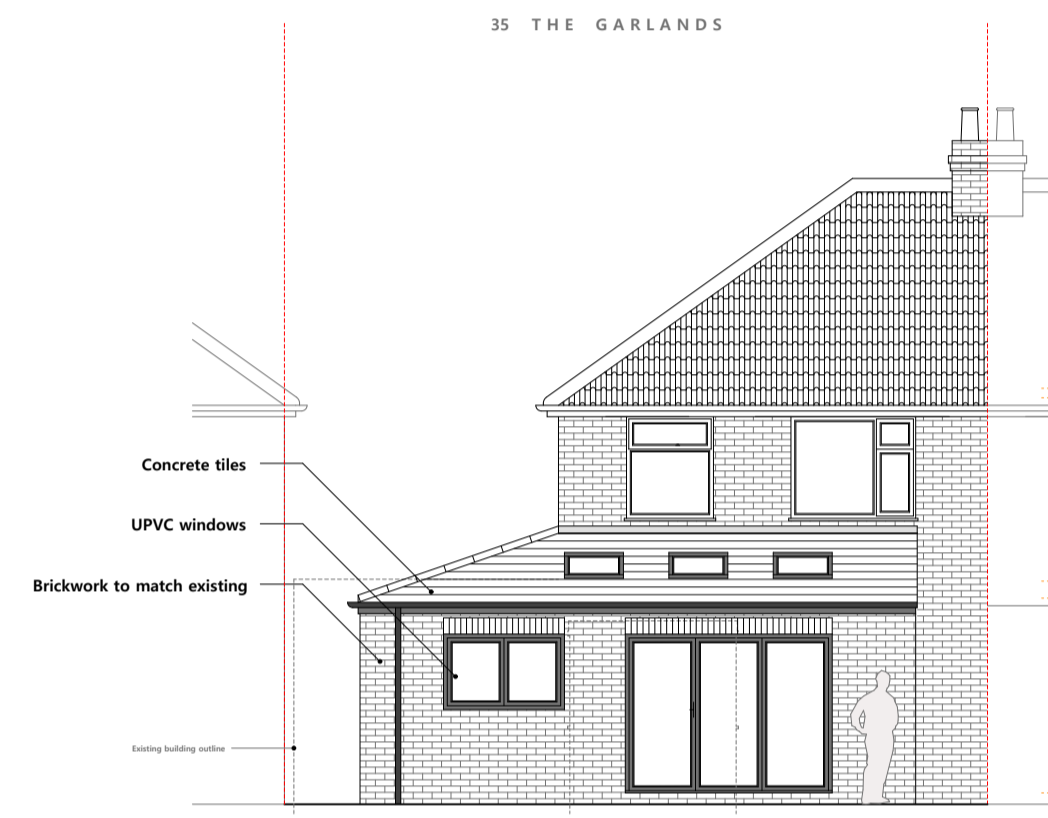 35 THE GARLANDS
Concrete tiles
UPVC windows
Brickwork to match existing
Existing building outline